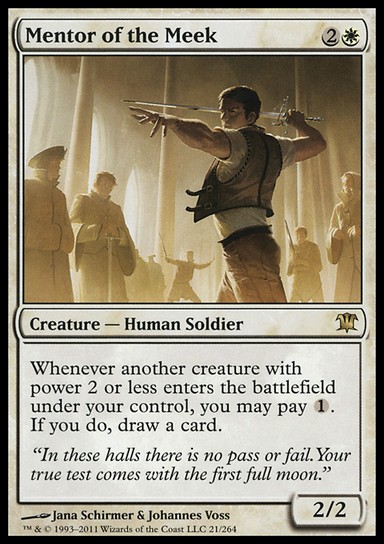 Mentor of the Meek 2
Creature — Human Soldier
Whenever another creature with
power 2 or less enters the battlefield
under your control, you may pay 1.
If you do, draw a card.
“In these halls there is no pass or fail. Your
true test comes with the first full moon.”
2/2
Jana Schirmer & Johannes Voss
™ & © 1993–2011 Wizards of the Coast LLC 21/264